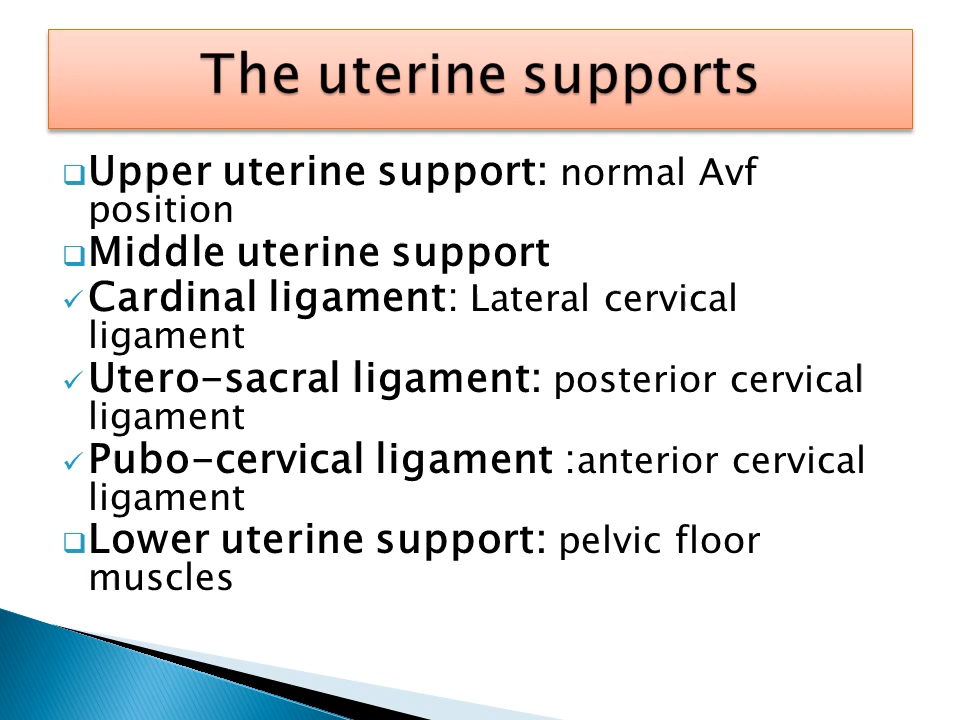 The uterine supports
Upper uterine support: normal Avf
position
Middle uterine support
Cardinal ligament: Lateral cervical
ligament
Utero-sacral ligament: posterior cervical
ligament
Pubo-cervical ligament :anterior cervical
ligament
Lower uterine support: pelvic floor
muscles